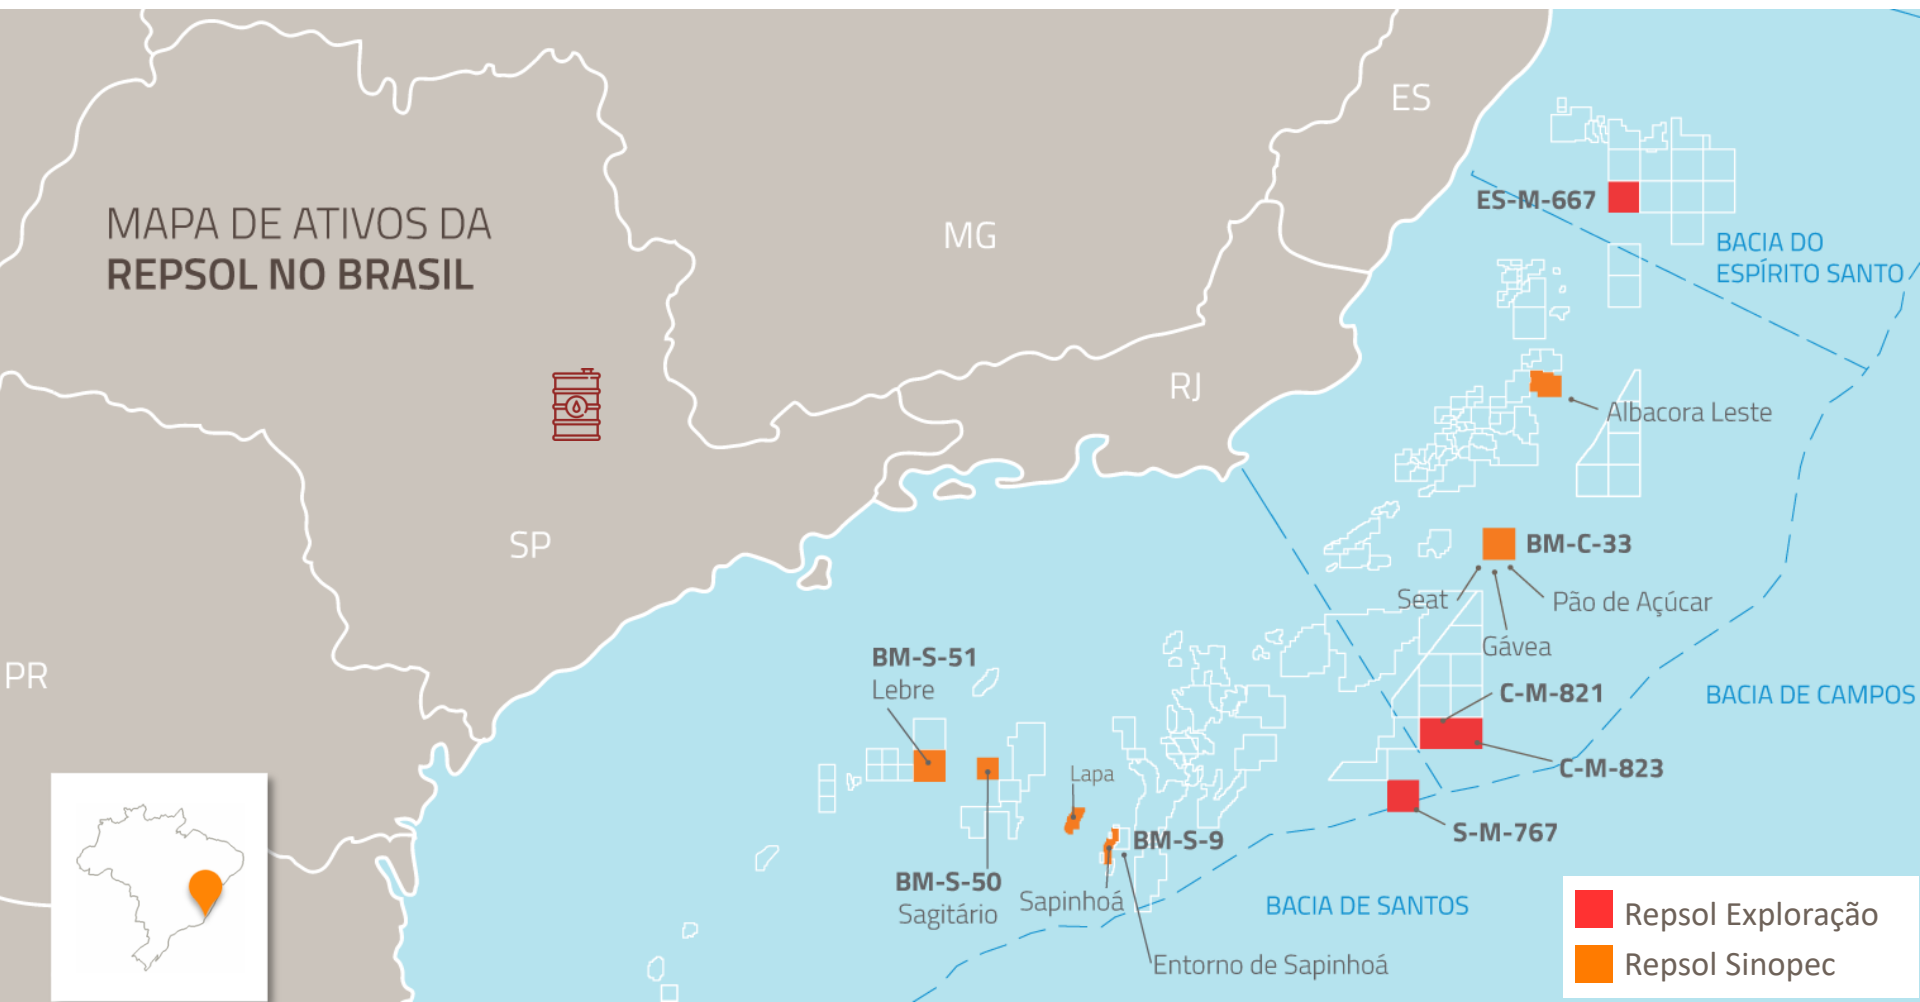 MAPA DE ATIVOS DA
REPSOL NO BRASIL
ES
MG
RJ
SP
PR
ES-M-667
BACIA DO
ESPÍRITO SANTO
Albacora Leste
BM-C-33
Seat
Pão de Açúcar
Gávea
C-M-821
BACIA DE CAMPOS
C-M-823
S-M-767
BM-S-51
Lebre
Lapa
BM-S-9
BM-S-50
Sagitário
Sapinhoá
BACIA DE SANTOS
Entorno de Sapinhoá
Repsol Exploração
Repsol Sinopec